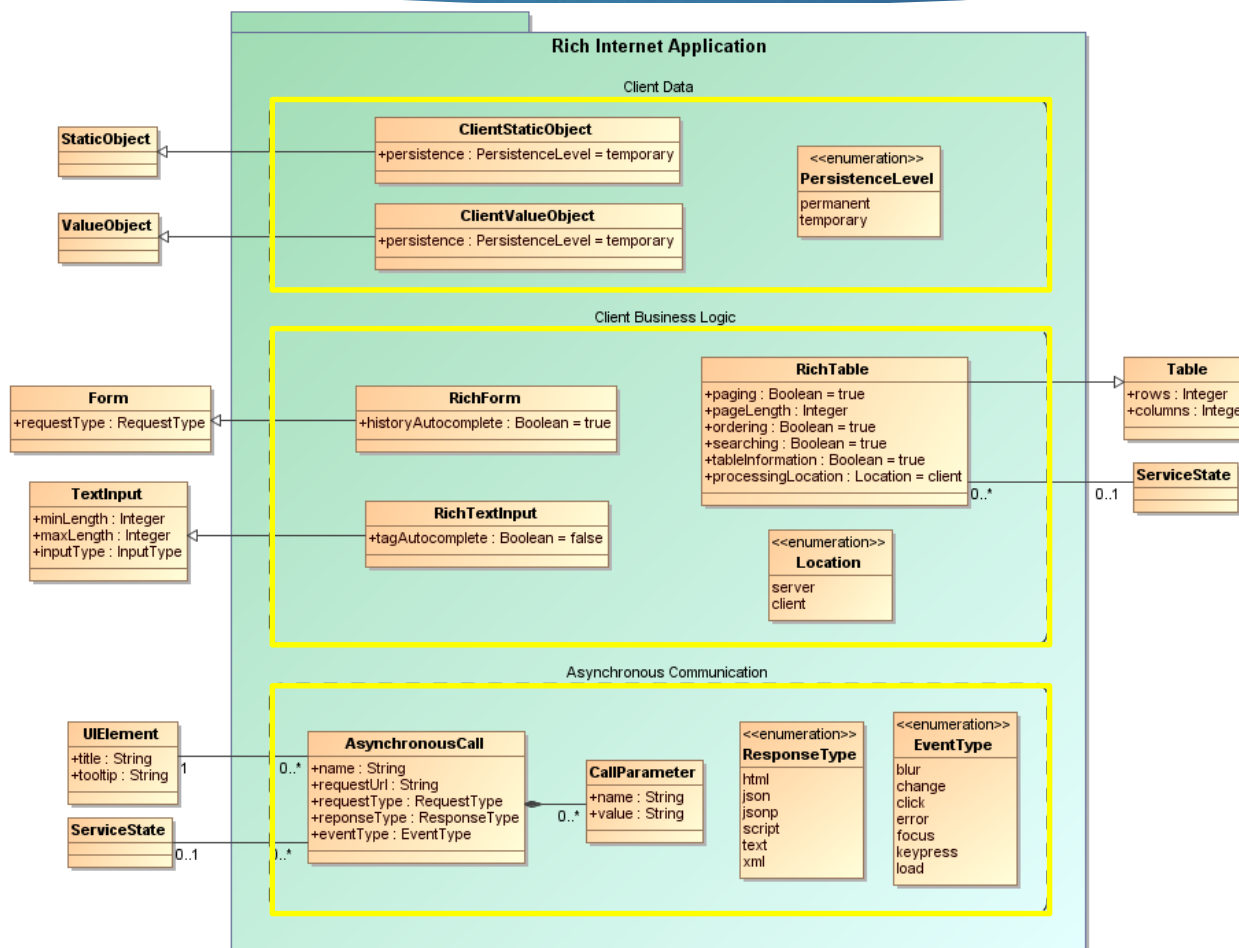 Rich Internet Application
Client Data
StaticObject
ClientStaticObject
+persistence : PersistenceLevel = temporary
<<enumeration>>
PersistenceLevel
permanent
temporary
ValueObject
ClientValueObject
+persistence : PersistenceLevel = temporary
Client Business Logic
Form
+requestType : RequestType
RichForm
+historyAutocomplete : Boolean = true
RichTable
+paging : Boolean = true
+pageLength : Integer
+ordering : Boolean = true
+searching : Boolean = true
+tableInformation : Boolean = true
+processingLocation : Location = client
0..*
Table
+rows : Integer
+columns : Intege
0..1
ServiceState
TextInput
+minLength : Integer
+maxLength : Integer
+inputType : InputType
RichTextInput
+tagAutocomplete : Boolean = false
<<enumeration>>
Location
server
client
Asynchronous Communication
UIElement
+title : String
+tooltip : String
1
0..*
ServiceState
0..1
0..*
AsynchronousCall
+name : String
+requestUrl : String
+requestType : RequestType
+reponseType : ResponseType
+eventType : EventType
0..*
CallParameter
+name : String
+value : String
<<enumeration>>
ResponseType
html
json
jsonp
script
text
xml
<<enumeration>>
EventType
blur
change
click
error
focus
keypress
load